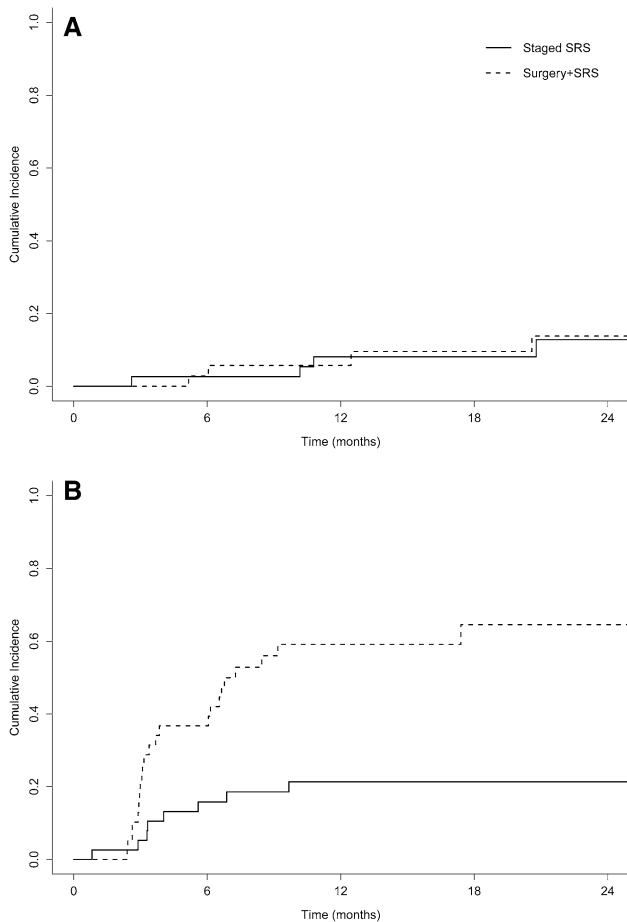 A
Staged SRS
Surgery+SRS
Cumulative Incidence
1.0
0.8
0.6
0.4
0.2
0.0
0 6 12 18 24
Time (months)
B
Cumulative Incidence
1.0
0.8
0.6
0.4
0.2
0.0
0 6 12 18 24
Time (months)